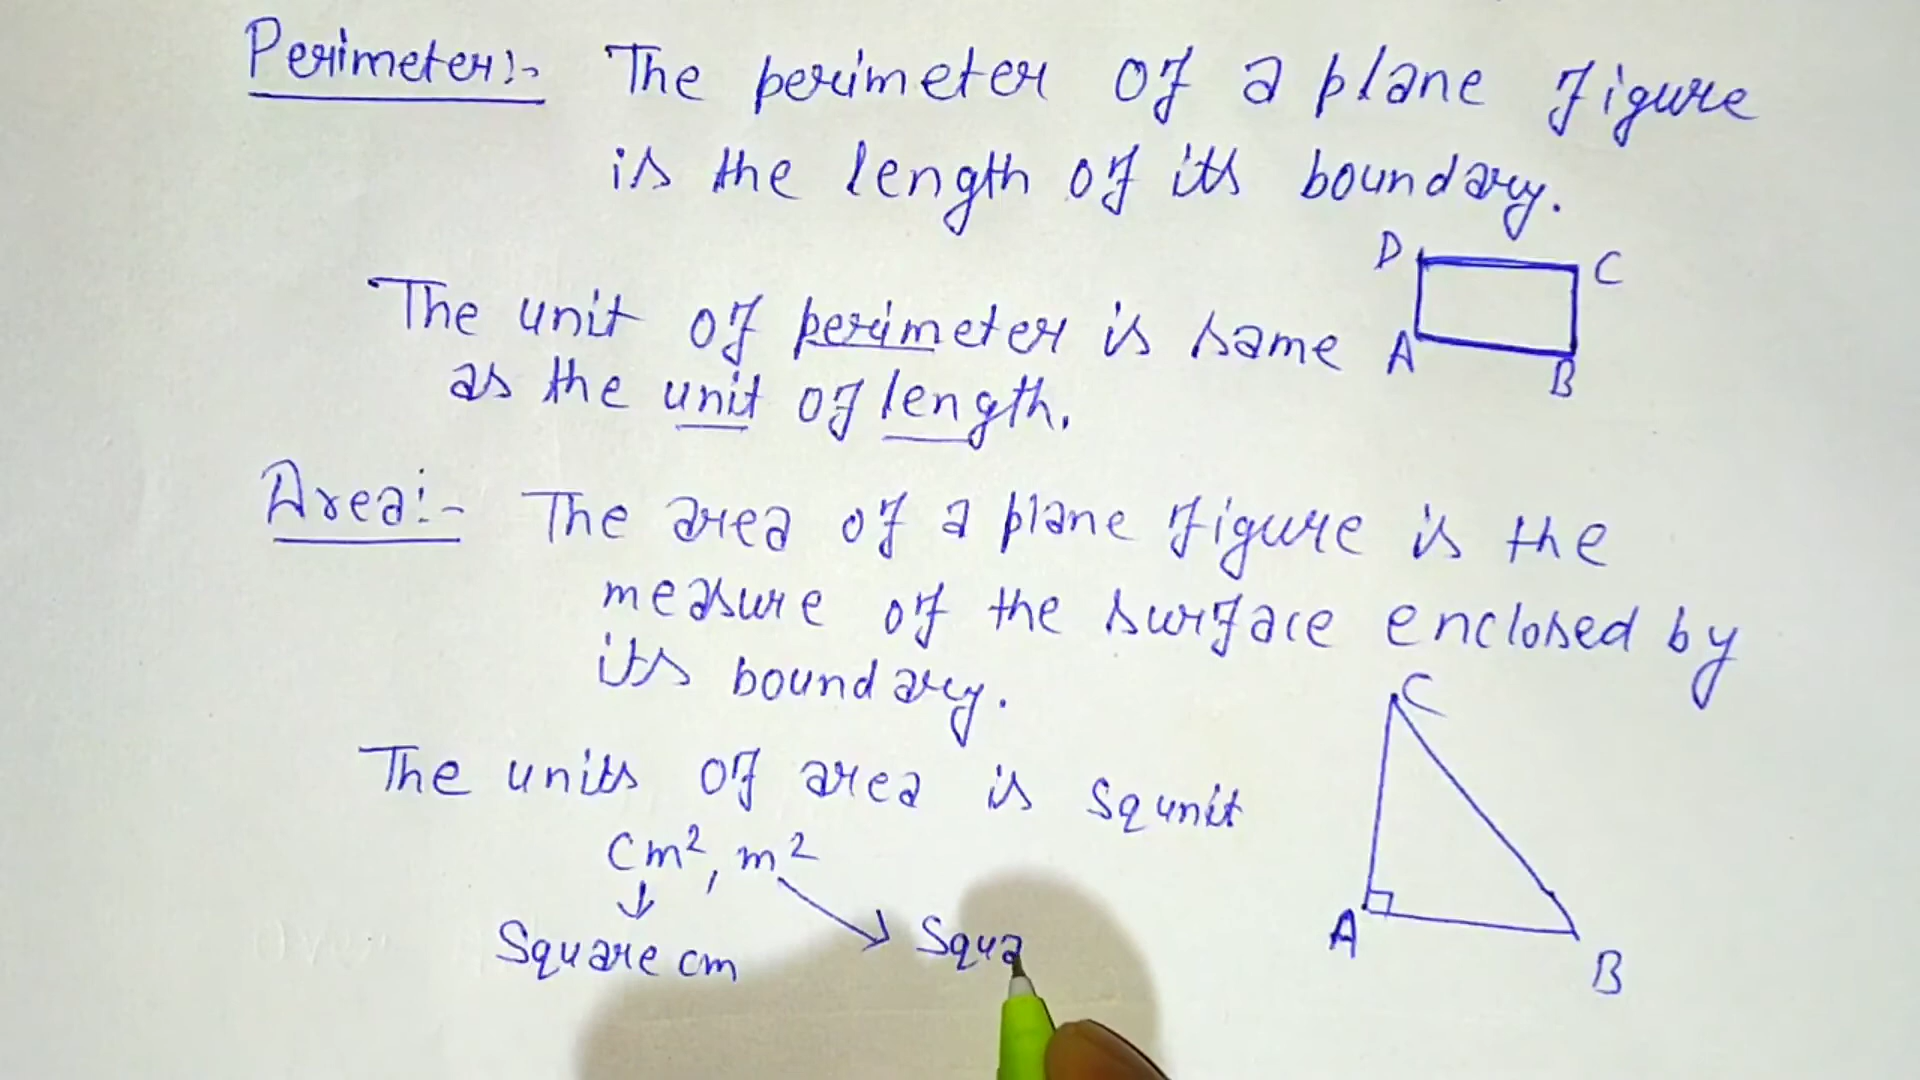 Perimeter:- The perimeter of a plane figure
is the length of its boundary.
D C
The unit of perimeter is same
A B
as the unit of length.
Area:- The area of a plane figure is the
measure of the surface enclosed by
its boundary.
C
The units of area is sq unit
cm², m²
Square cm Squa
A B